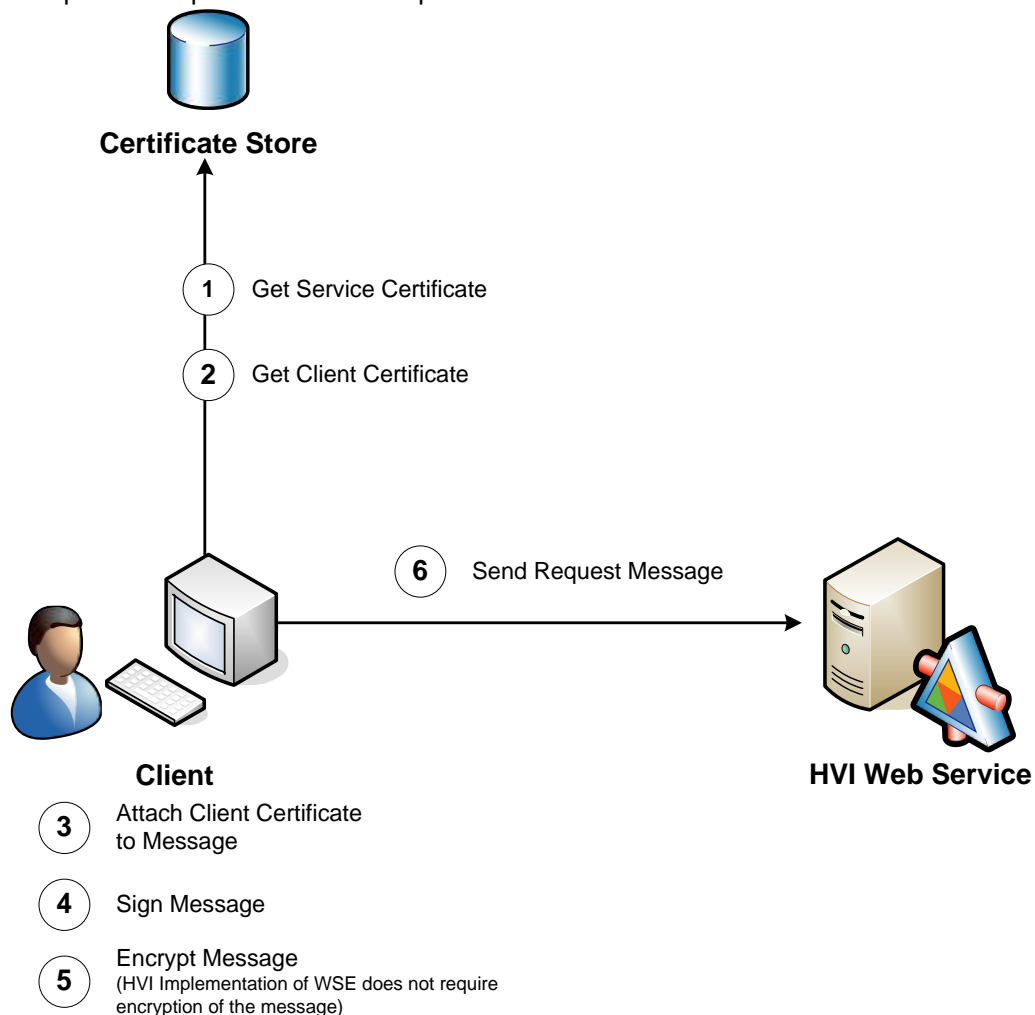 Certificate Store
1 Get Service Certificate
2 Get Client Certificate
6 Send Request Message
Client
HVI Web Service
3 Attach Client Certificate
to Message
4 Sign Message
5 Encrypt Message
(HVI Implementation of WSE does not require
encryption of the message)